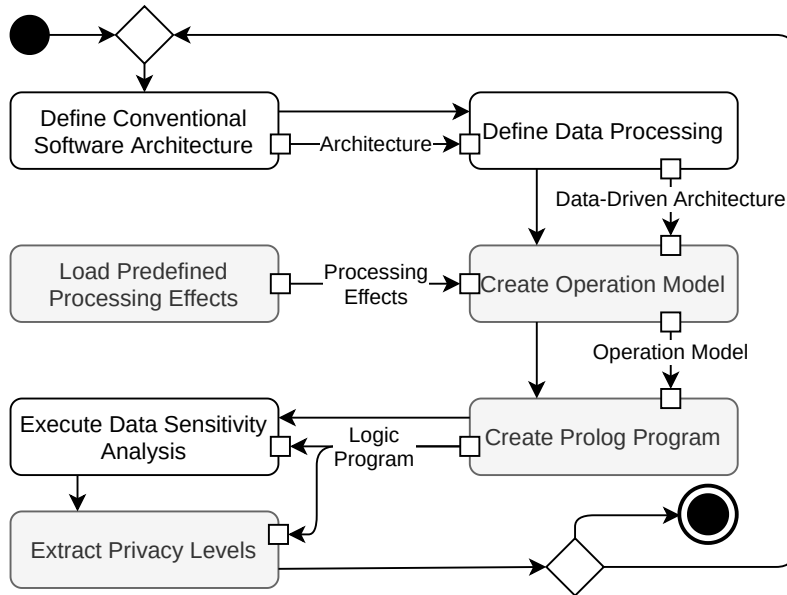 Define Conventional
Software Architecture
Architecture
Define Data Processing
Data-Driven Architecture
Load Predefined
Processing Effects
Processing
Effects
Create Operation Model
Operation Model
Execute Data Sensitivity
Analysis
Logic
Program
Create Prolog Program
Extract Privacy Levels